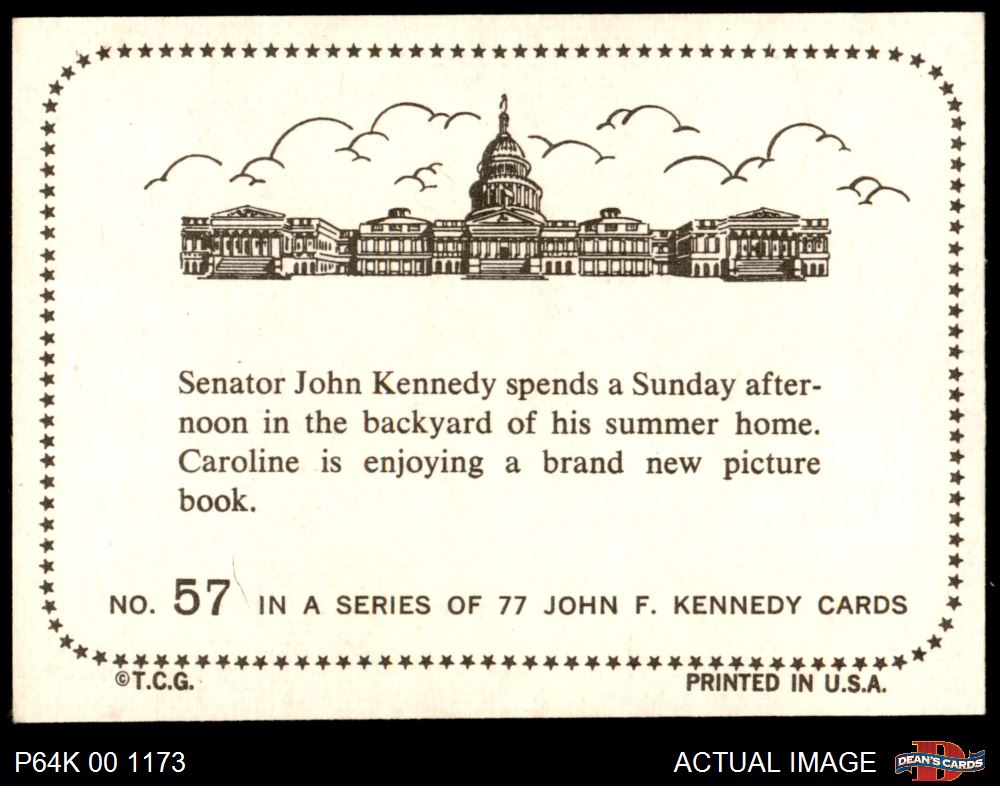 Senator John Kennedy spends a Sunday after-
noon in the backyard of his summer home.
Caroline is enjoying a brand new picture
book.
NO. 57 IN A SERIES OF 77 JOHN F. KENNEDY CARDS
©T.C.G. PRINTED IN U.S.A.
P64K 00 1173 ACTUAL IMAGE DEAN'S CARDS